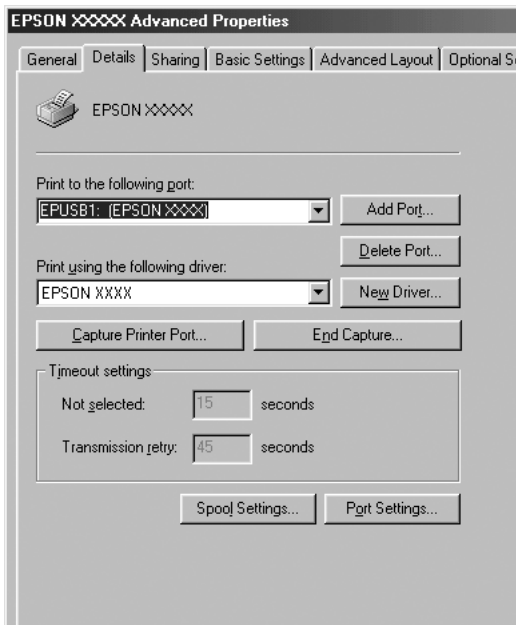 EPSON XXXXX Advanced Properties
General Details Sharing Basic Settings Advanced Layout Optional S
EPSON XXXXX
Print to the following port:
EPUSB1: (EPSON XXXX) Add Port...
Delete Port...
Print using the following driver:
EPSON XXXX New Driver...
Capture Printer Port... End Capture...
Timeout settings
Not selected: 15 seconds
Transmission retry: 45 seconds
Spool Settings... Port Settings...